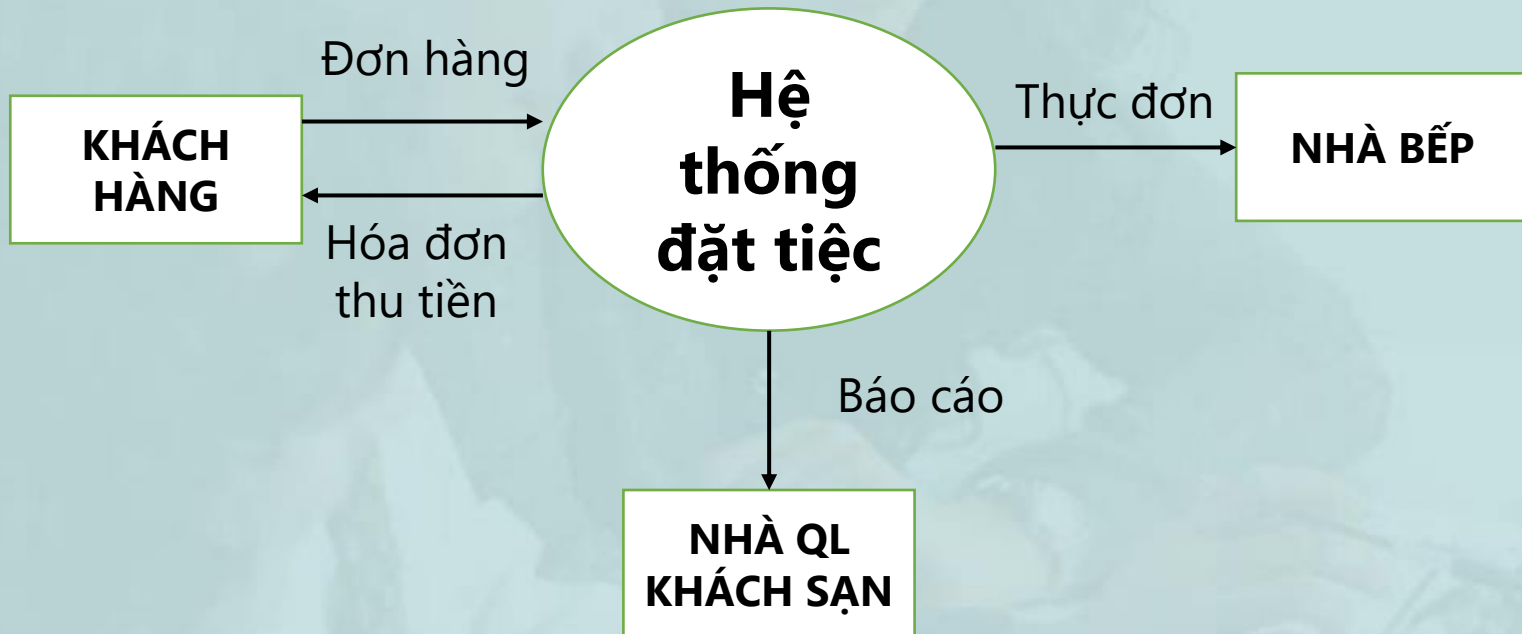 Đơn hàng
KHÁCH
HÀNG
Hóa đơn
thu tiền
Hệ
thống
đặt tiệc
Thực đơn
NHÀ BẾP
Báo cáo
NHÀ QL
KHÁCH SẠN